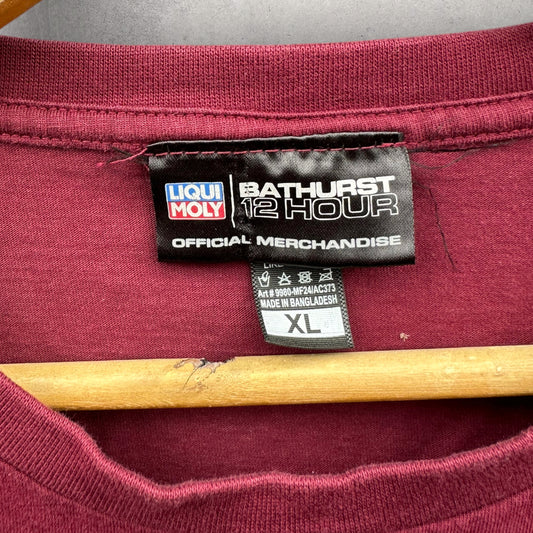 LIQUI
MOLY
BATHURST
12 HOUR
OFFICIAL MERCHANDISE
Art # 9980-MF24/AC373
MADE IN BANGLADESH
XL